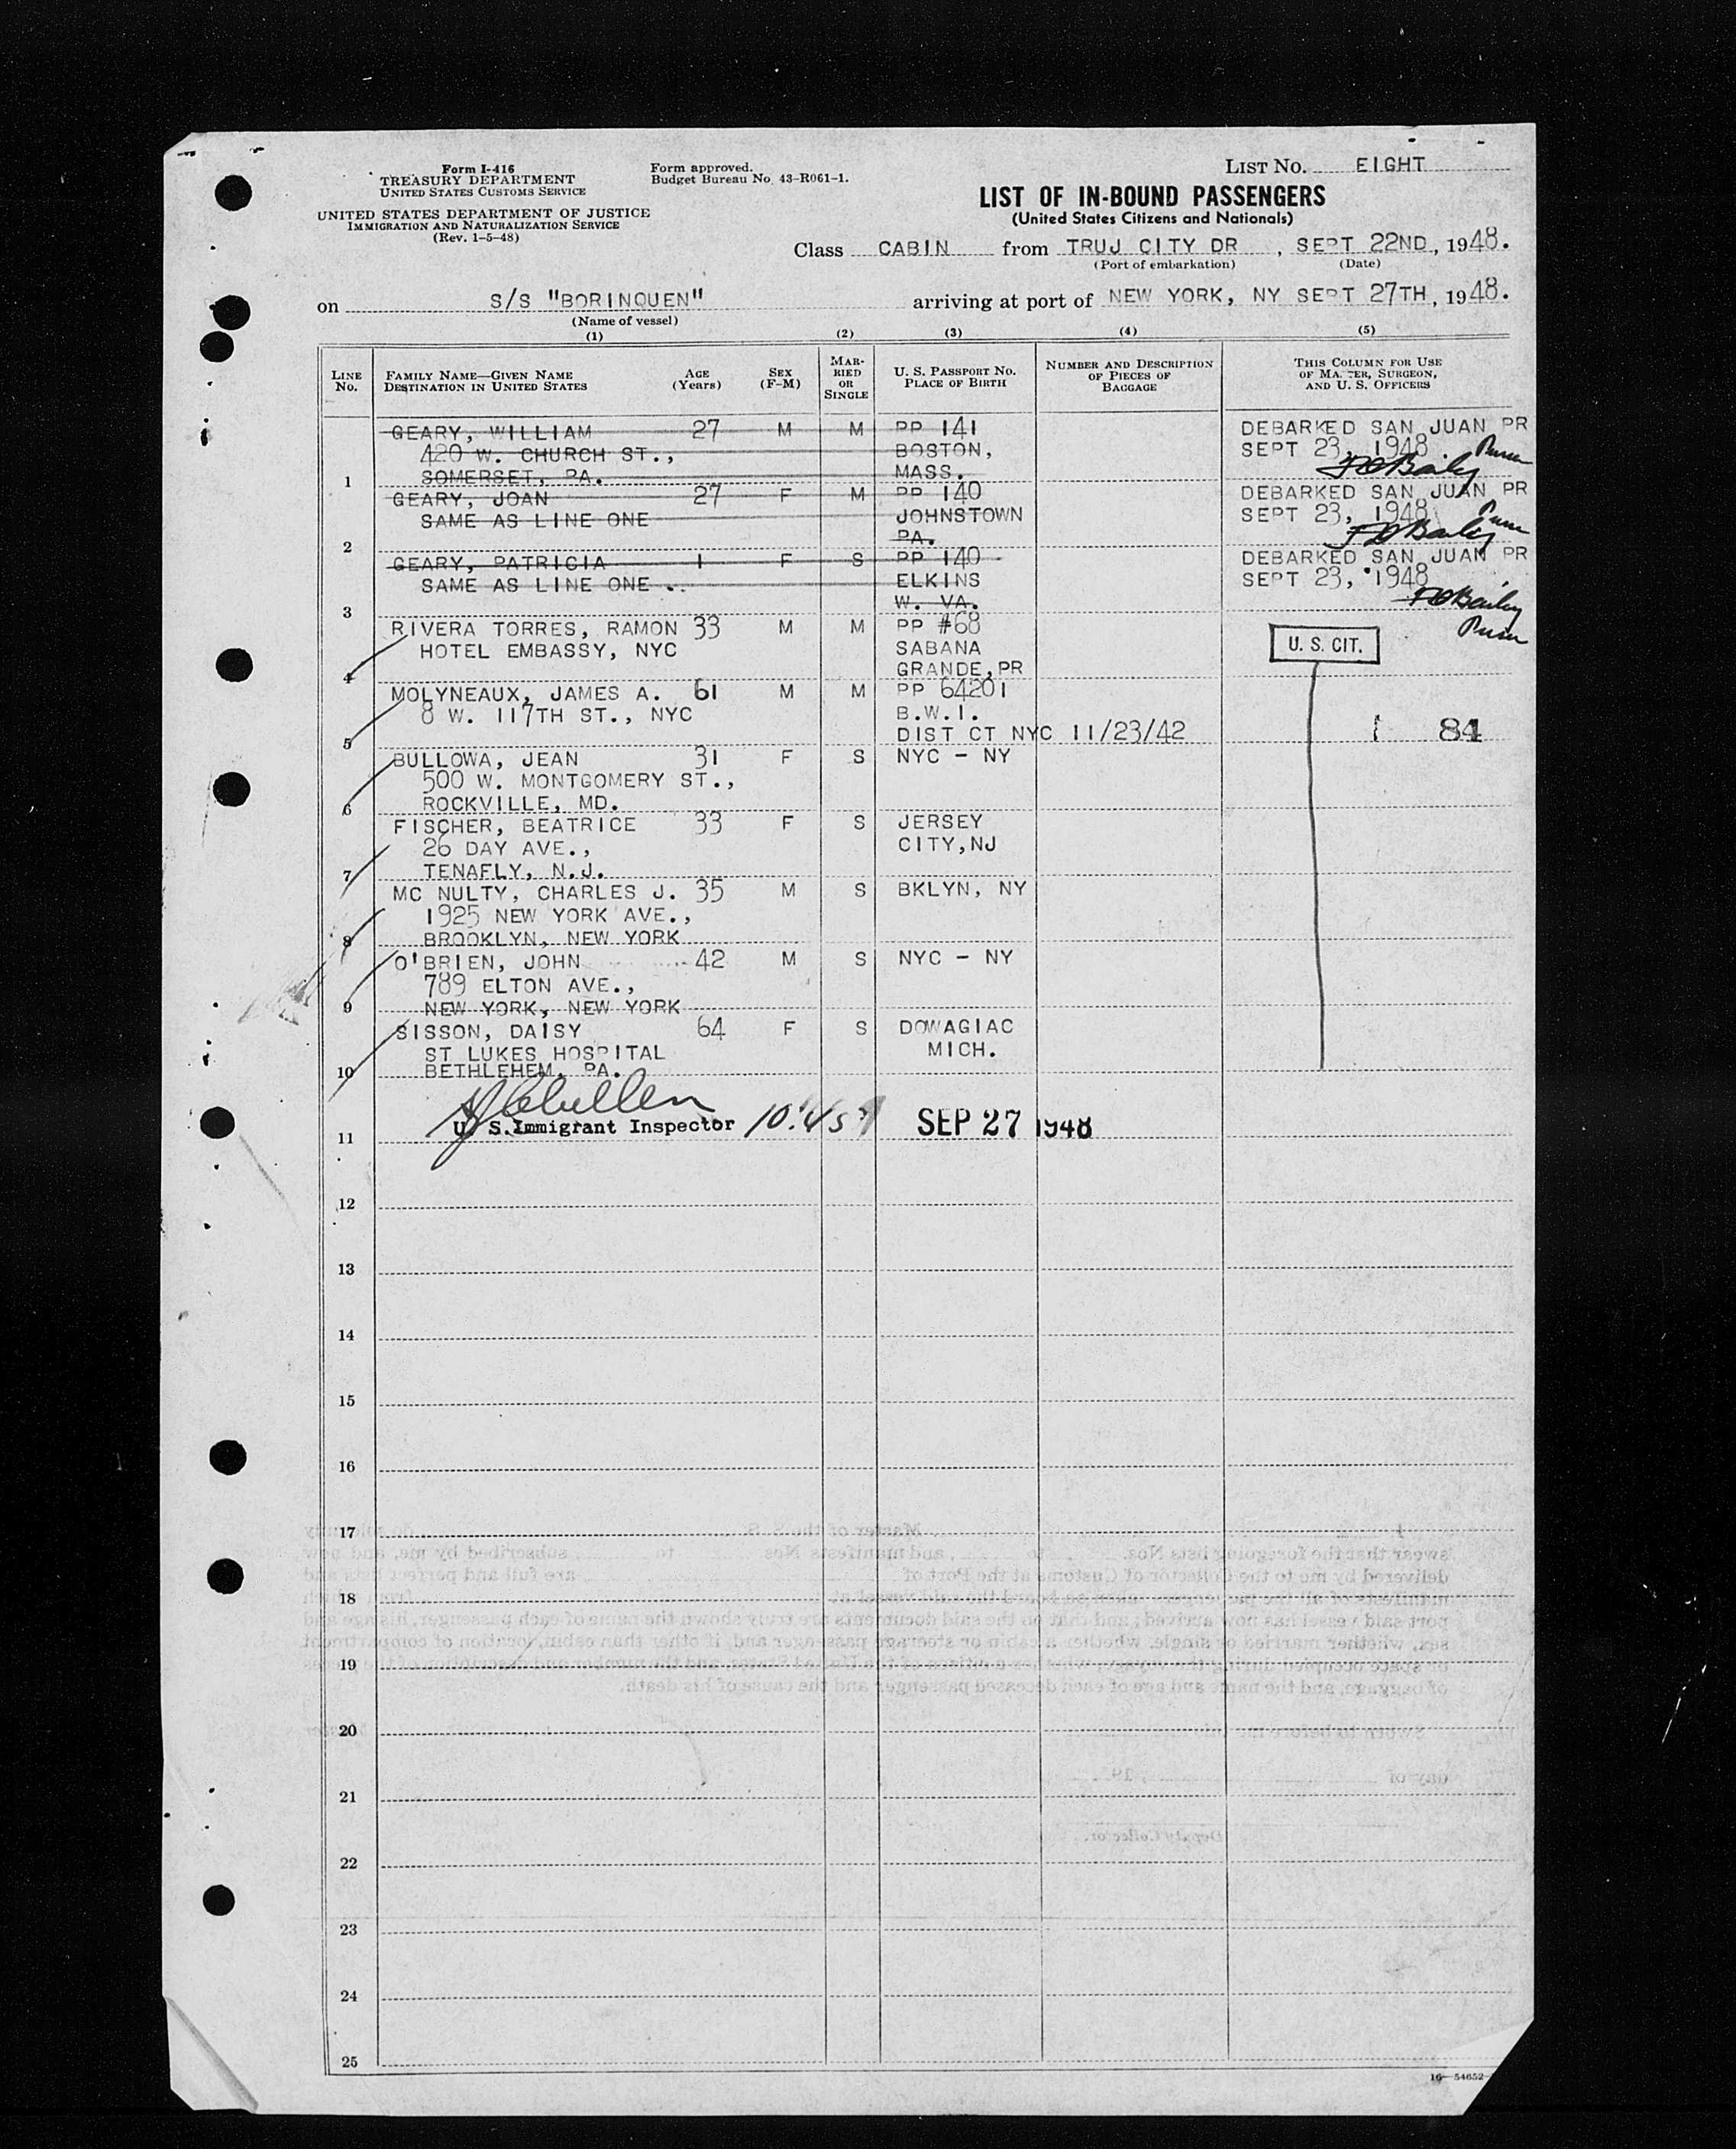 Form I-416
TREASURY DEPARTMENT
UNITED STATES CUSTOMS SERVICE
UNITED STATES DEPARTMENT OF JUSTICE
IMMIGRATION AND NATURALIZATION SERVICE
(Rev. 1-5-48)
Form approved.
Budget Bureau No. 43-R061-1.
LIST No. EIGHT
LIST OF IN-BOUND PASSENGERS
(United States Citizens and Nationals)
Class CABIN from TRUJ CITY DR, SEPT 22ND, 1948.
(Port of embarkation) (Date)
on S/S "BORINQUEN" arriving at port of NEW YORK, NY SEPT 27TH, 1948.
(Name of vessel)
(1) (2) (3) (4) (5)
LINE No.
FAMILY NAME—GIVEN NAME
DESTINATION IN UNITED STATES
AGE (Years)
SEX (F-M)
MARRIED OR SINGLE
U. S. PASSPORT NO.
PLACE OF BIRTH
NUMBER AND DESCRIPTION OF PIECES OF BAGGAGE
THIS COLUMN FOR USE OF MASTER, SURGEON, AND U. S. OFFICERS
GEARY, WILLIAM 27 M M PP 141 DEBARKED SAN JUAN PR
420 W. CHURCH ST., BOSTON, SEPT 23, 1948. Purser
1 SOMERSET, PA. MASS.
GEARY, JOAN 27 F M PP 140 DEBARKED SAN JUAN PR
SAME AS LINE ONE JOHNSTOWN SEPT 23, 1948
2 PA.
GEARY, PATRICIA 1 F S PP 140 DEBARKED SAN JUAN PR
SAME AS LINE ONE .. ELKINS SEPT 23, 1948
3 W. VA.
RIVERA TORRES, RAMON 33 M M PP #68
HOTEL EMBASSY, NYC SABANA U. S. CIT.
4 GRANDE, PR
MOLYNEAUX, JAMES A. 61 M M PP 64201
8 W. 117TH ST., NYC B.W.I.
5 DIST CT NYC 11/23/42 84
BULLOWA, JEAN 31 F S NYC - NY
500 W. MONTGOMERY ST.,
6 ROCKVILLE, MD.
FISCHER, BEATRICE 33 F S JERSEY
26 DAY AVE., CITY,NJ
7 TENAFLY, N.J.
MC NULTY, CHARLES J. 35 M S BKLYN, NY
1925 NEW YORK AVE.,
8 BROOKLYN, NEW YORK
O'BRIEN, JOHN 42 M S NYC - NY
789 ELTON AVE.,
9 NEW YORK, NEW YORK
SISSON, DAISY 64 F S DOWAGIAC
ST LUKES HOSPITAL MICH.
10 BETHLEHEM, PA.
U. S. Immigrant Inspector SEP 27 1948
11
12
13
14
15
16
17
18
19
20
21
22
23
24
25
16-54652